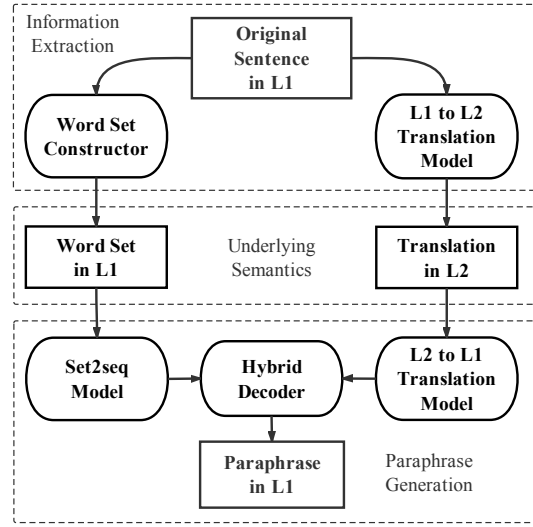 Information
Extraction
Original
Sentence
in L1
Word Set
Constructor
L1 to L2
Translation
Model
Word Set
in L1
Underlying
Semantics
Translation
in L2
Set2seq
Model
Hybrid
Decoder
L2 to L1
Translation
Model
Paraphrase
in L1
Paraphrase
Generation